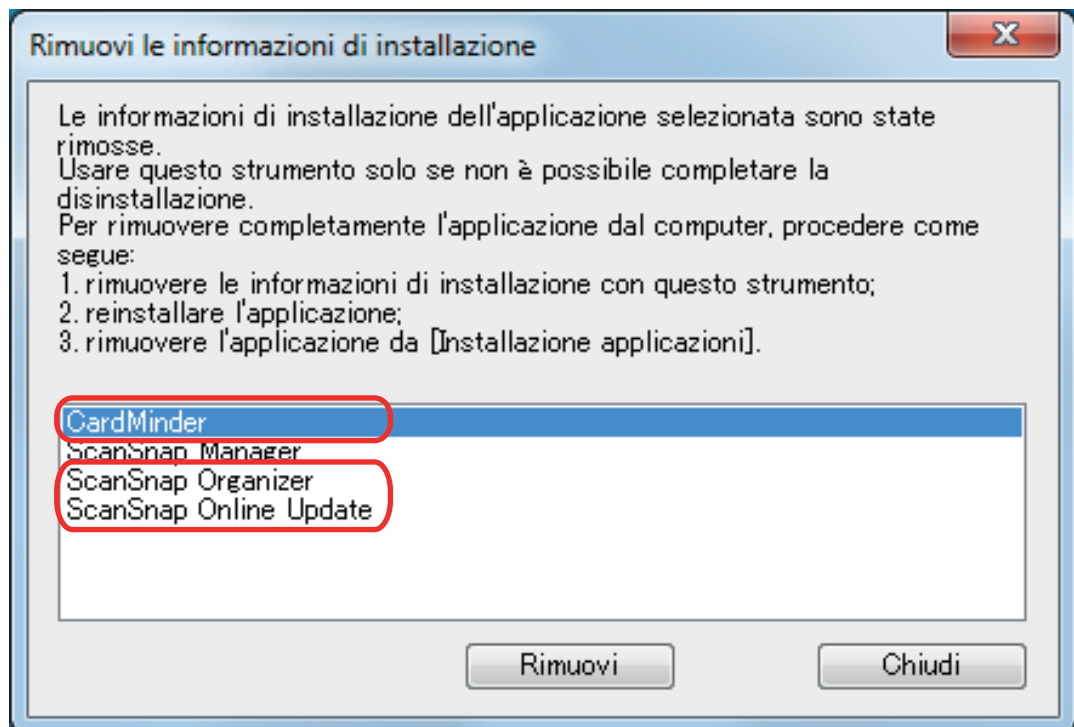 Rimuovi le informazioni di installazione
Le informazioni di installazione dell'applicazione selezionata sono state
rimosse.
Usare questo strumento solo se non è possibile completare la
disinstallazione.
Per rimuovere completamente l'applicazione dal computer, procedere come
segue:
1. rimuovere le informazioni di installazione con questo strumento;
2. reinstallare l'applicazione;
3. rimuovere l'applicazione da [Installazione applicazioni].
CardMinder
ScanSnap Manager
ScanSnap Organizer
ScanSnap Online Update
Rimuovi
Chiudi